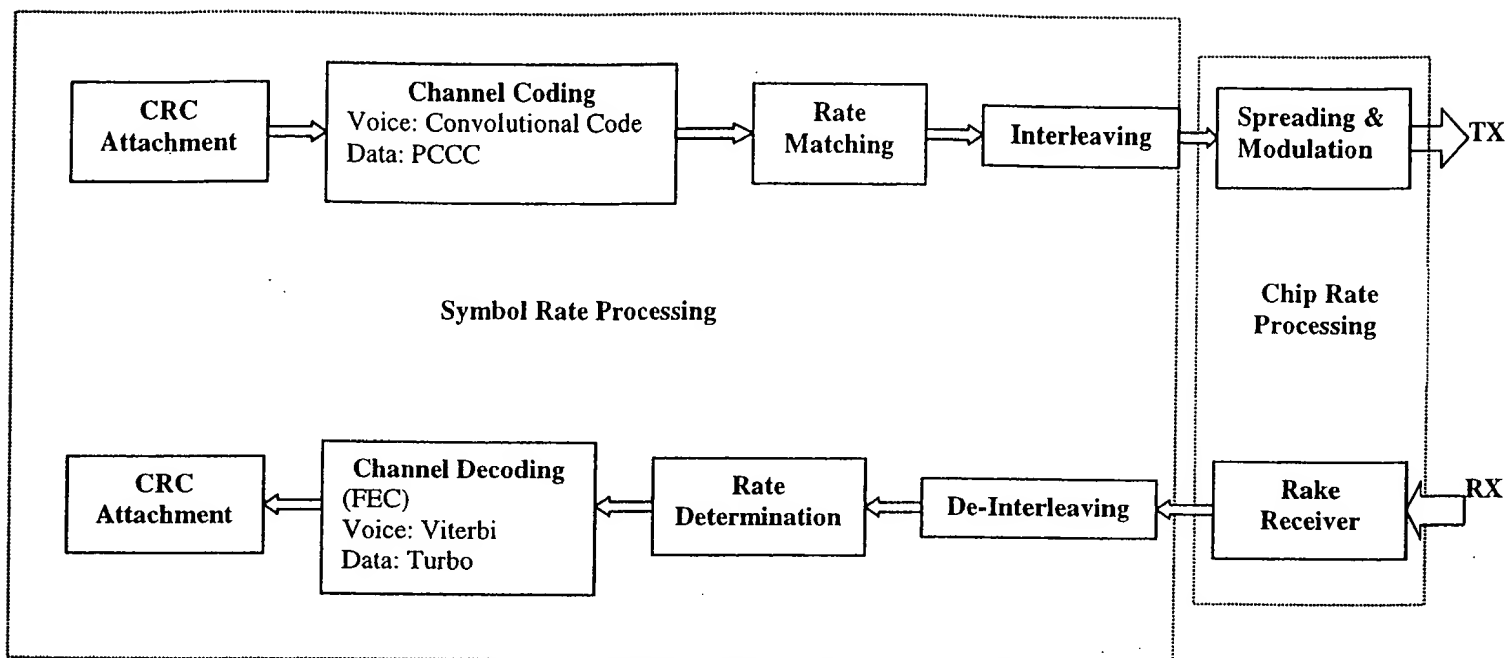 CRC
Attachment
Channel Coding
Voice: Convolutional Code
Data: PCCC
Rate
Matching
Interleaving
Spreading &
Modulation
TX
Symbol Rate Processing
Chip Rate
Processing
CRC
Attachment
Channel Decoding
(FEC)
Voice: Viterbi
Data: Turbo
Rate
Determination
De-Interleaving
Rake
Receiver
RX